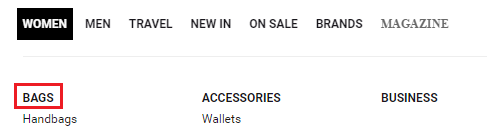 WOMEN MEN TRAVEL NEW IN ON SALE BRANDS MAGAZINE
BAGS ACCESSORIES BUSINESS
Handbags Wallets